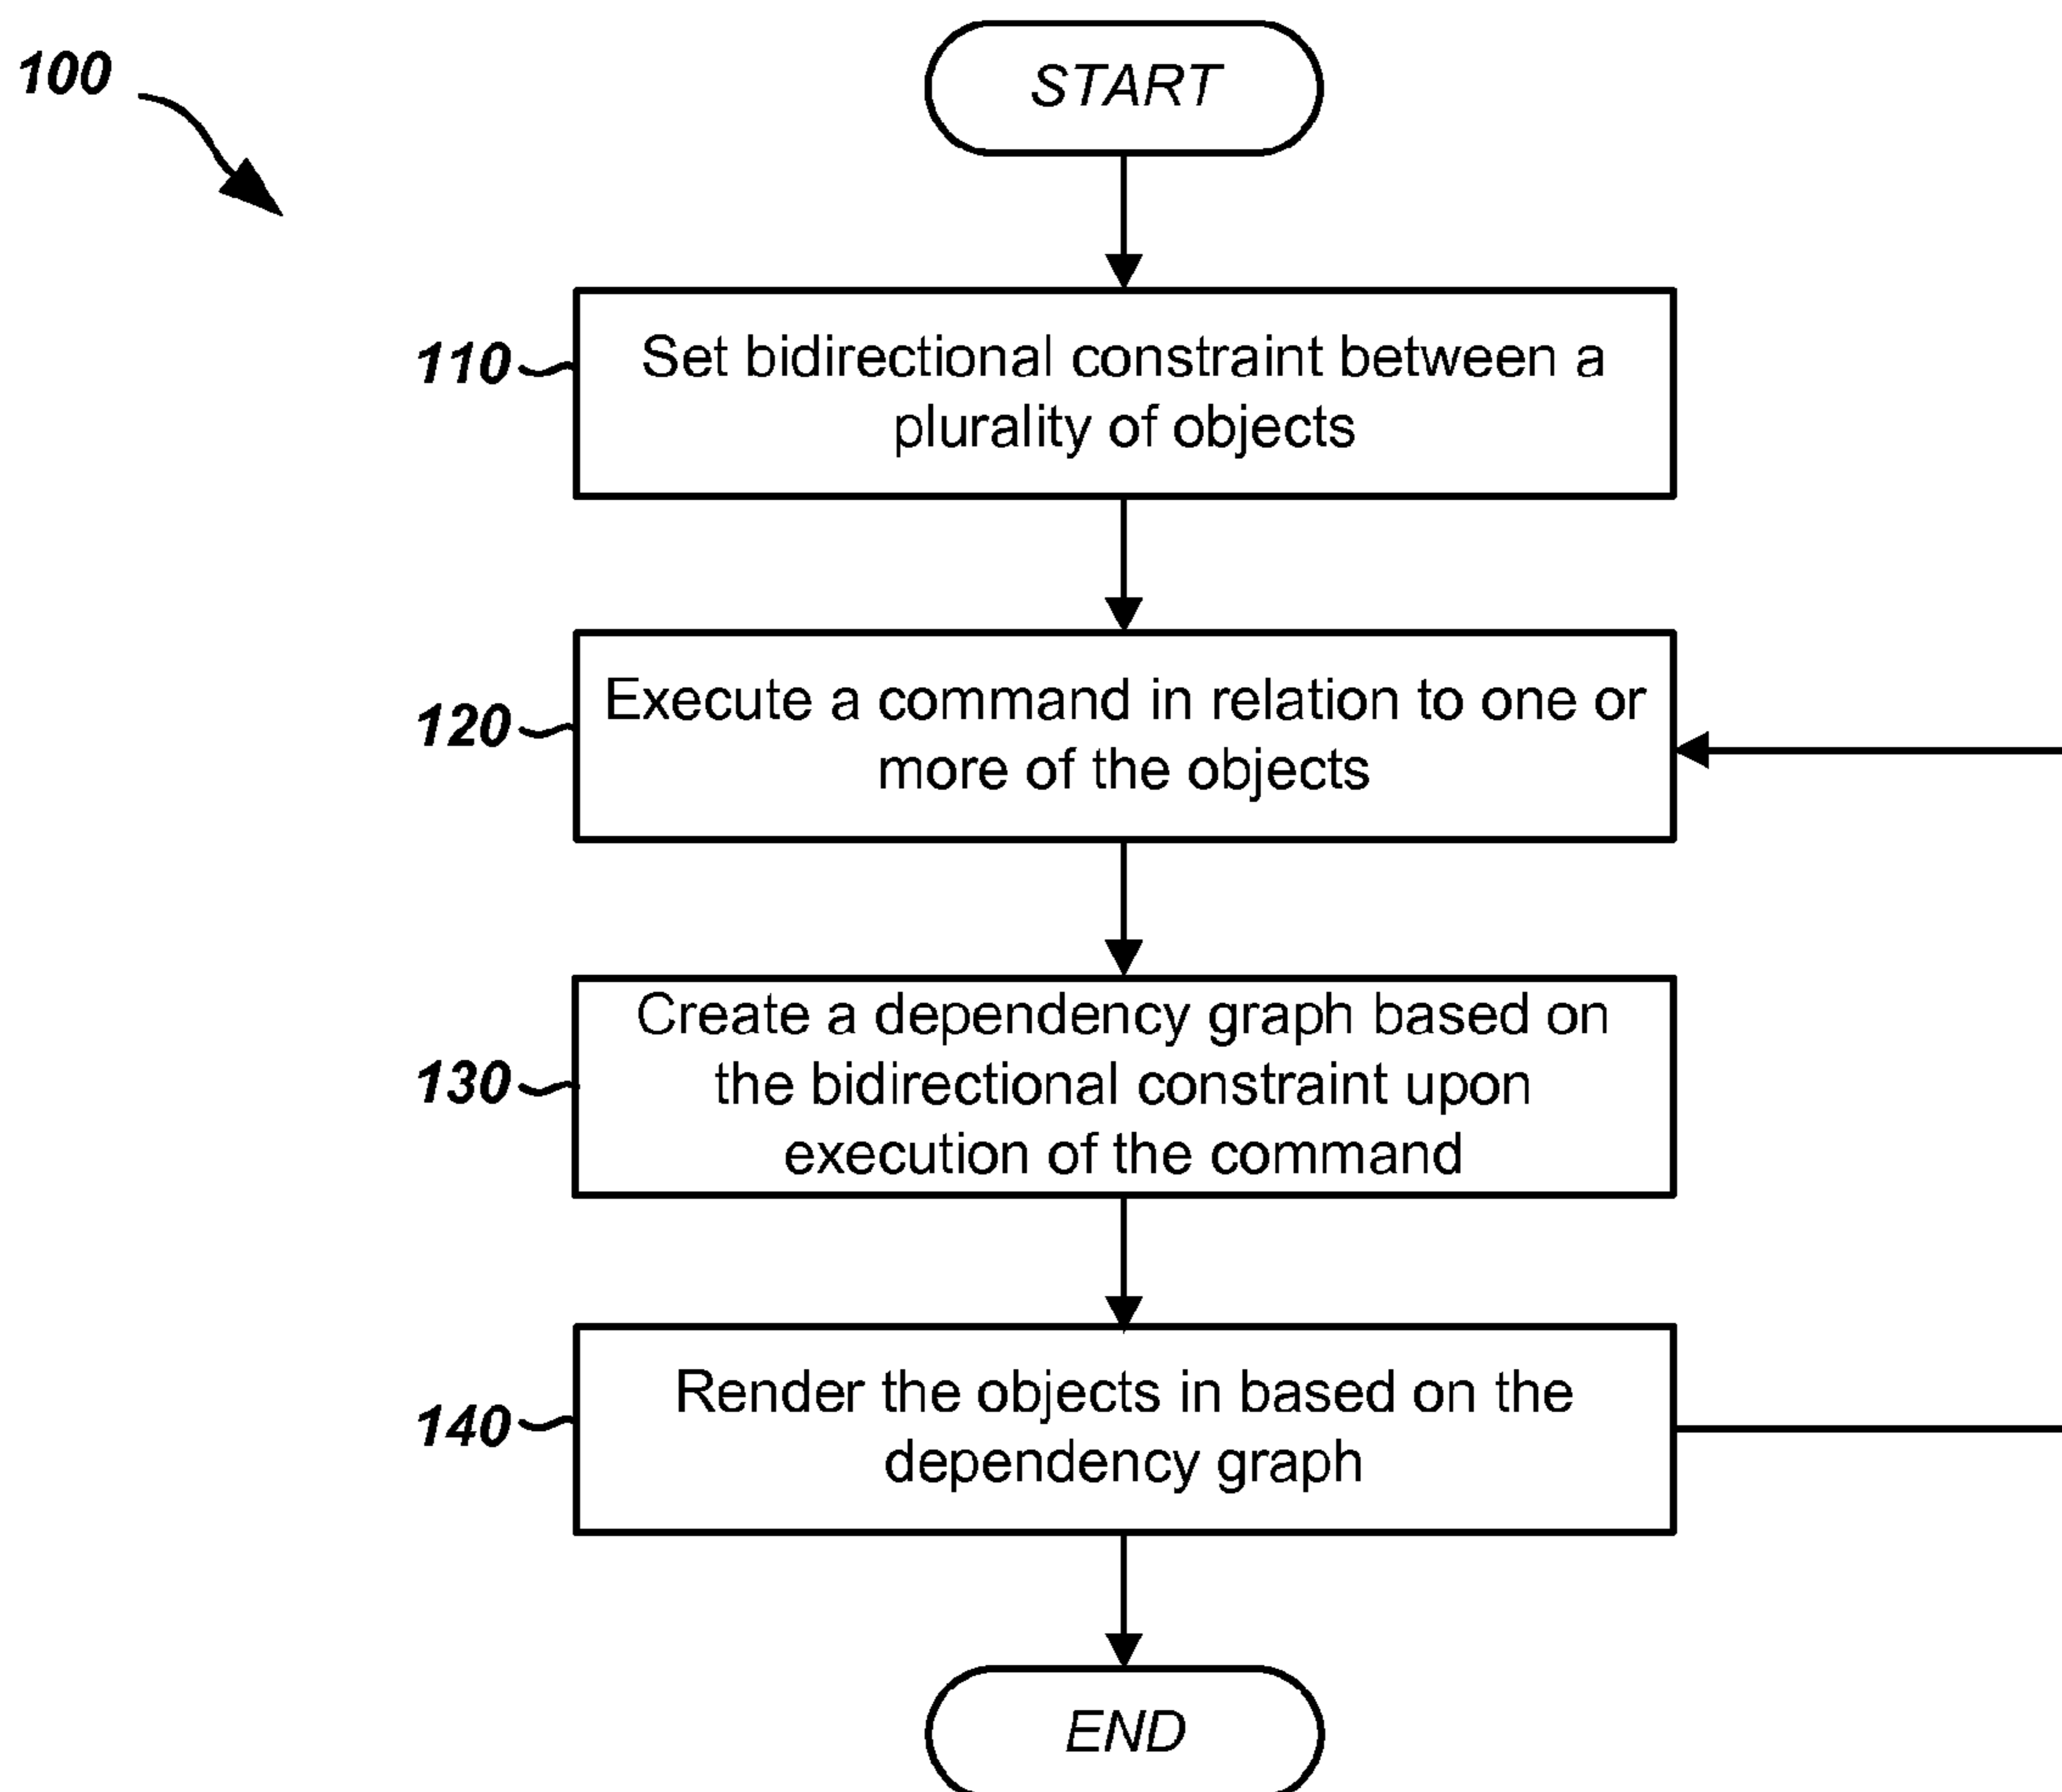 100
START
110
Set bidirectional constraint between a
plurality of objects
120
Execute a command in relation to one or
more of the objects
130
Create a dependency graph based on
the bidirectional constraint upon
execution of the command
140
Render the objects in based on the
dependency graph
END